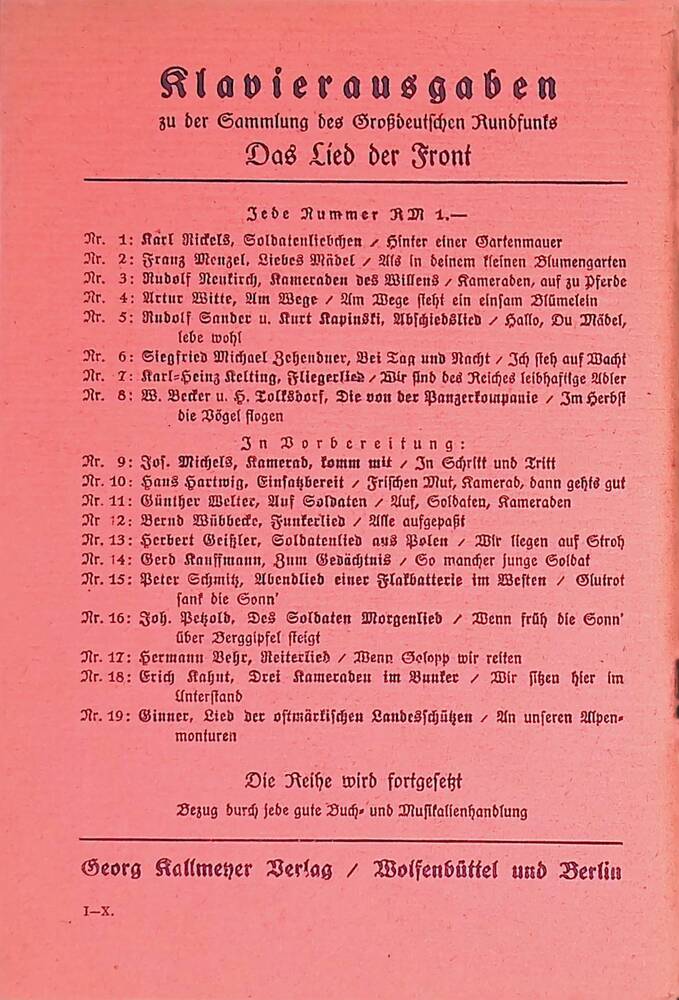 Klavierausgaben
zu der Sammlung des Großdeutschen Rundfunks
Das Lied der Front
Jede Nummer RM 1.—
Nr. 1: Karl Nickels, Soldatenliebchen / Hinter einer Gartenmauer
Nr. 2: Franz Menzel, Liebes Mädel / Als in deinem kleinen Blumengarten
Nr. 3: Rudolf Neukirch, Kameraden des Willens / Kameraden, auf zu Pferde
Nr. 4: Artur Witte, Am Wege / Am Wege steht ein einsam Blümelein
Nr. 5: Rudolf Sander u. Kurt Kapinski, Abschiedslied / Hallo, Du Mädel,
lebe wohl
Nr. 6: Siegfried Michael Zehendner, Bei Tag und Nacht / Ich steh auf Wacht
Nr. 7: Karl-Heinz Kelting, Fliegerlied / Wir sind des Reiches leibhaftige Adler
Nr. 8: W. Becker u. H. Tolksdorf, Die von der Panzerkompanie / Im Herbst
die Vögel flogen
In Vorbereitung:
Nr. 9: Jos. Michels, Kamerad, komm mit / In Schritt und Tritt
Nr. 10: Hans Hartwig, Einsatzbereit / Frischen Mut, Kamerad, dann gehts gut
Nr. 11: Günther Welter, Auf Soldaten / Auf, Soldaten, Kameraden
Nr 12: Bernd Wübbecke, Funkerlied / Alle aufgepaßt
Nr. 13: Herbert Geißler, Soldatenlied aus Polen / Wir liegen auf Stroh
Nr. 14: Gerd Kauffmann, Zum Gedächtnis / So mancher junge Soldat
Nr. 15: Peter Schmitz, Abendlied einer Flakbatterie im Westen / Glutrot
sank die Sonn'
Nr. 16: Joh. Petzold, Des Soldaten Morgenlied / Wenn früh die Sonn'
über Berggipfel steigt
Nr. 17: Hermann Behr, Reiterlied / Wenn Galopp wir reiten
Nr. 18: Erich Kahnt, Drei Kameraden im Bunker / Wir sitzen hier im
Unterstand
Nr. 19: Ginner, Lied der ostmärkischen Landesschützen / An unseren Alpen-
monturen
Die Reihe wird fortgesetzt
Bezug durch jede gute Buch- und Musikalienhandlung
Georg Kallmeyer Verlag / Wolfenbüttel und Berlin
I—X.